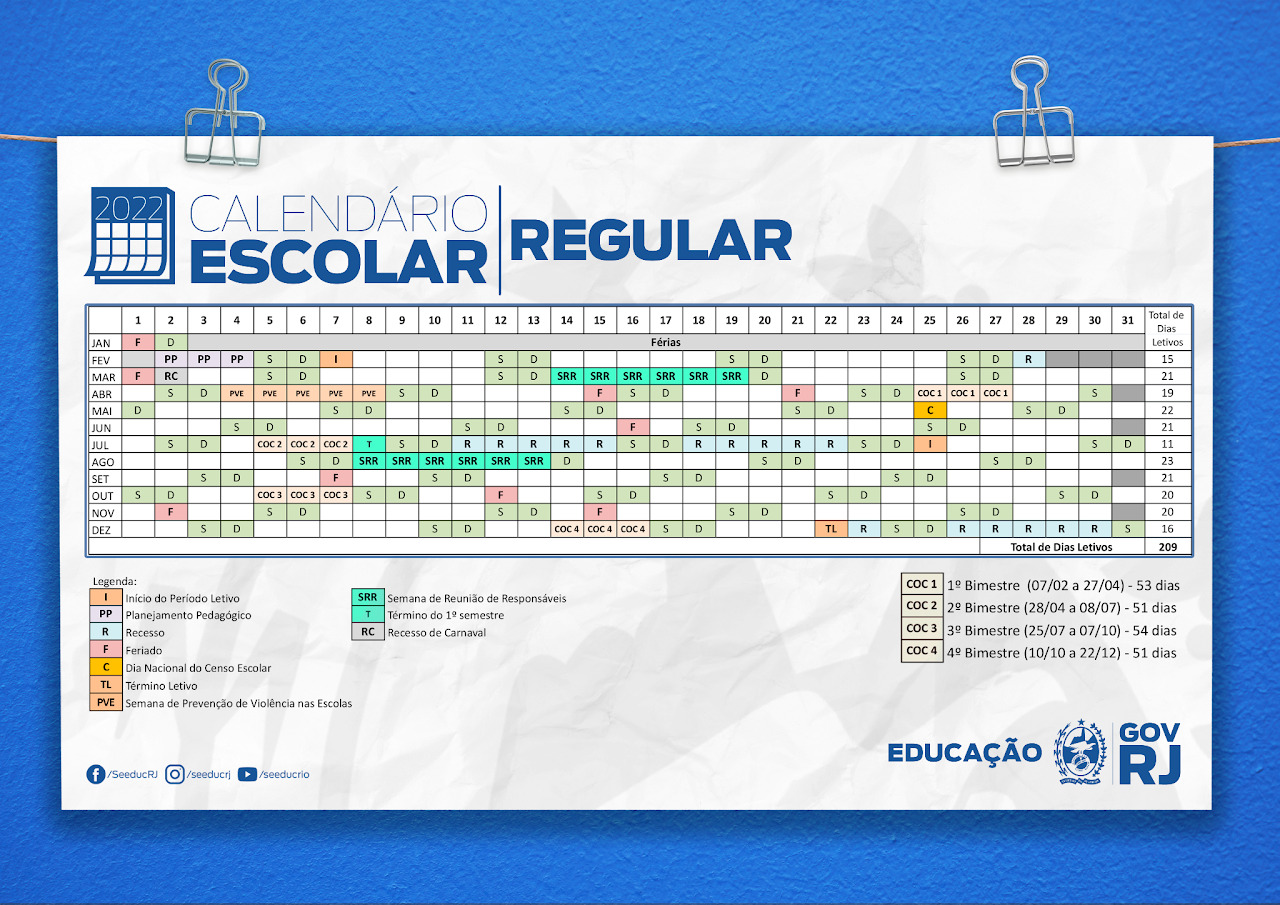 2022
CALENDÁRIO
ESCOLAR
REGULAR
1 2 3 4 5 6 7 8 9 10 11 12 13 14 15 16 17 18 19 20 21 22 23 24 25 26 27 28 29 30 31 Total de Dias Letivos
JAN F D Férias
FEV PP PP PP S D I S D S D S D R 15
MAR F RC S D S D SRR SRR SRR SRR SRR SRR D S D 21
ABR S D PVE PVE PVE PVE PVE S D F S D F S D COC 1 COC 1 COC 1 S 19
MAI D S D S D S D C S D 22
JUN S D S D F S D S D 21
JUL S D COC 2 COC 2 COC 2 T S D R R R R R S D R R R R R S D I S D 11
AGO S D SRR SRR SRR SRR SRR SRR D S D S D 23
SET S D F S D S D S D 21
OUT S D COC 3 COC 3 COC 3 S D F S D S D S D 20
NOV F S D S D F S D S D 20
DEZ S D S D COC 4 COC 4 COC 4 S D TL R S D R R R R R S 16
Total de Dias Letivos 209
Legenda:
I Início do Período Letivo
PP Planejamento Pedagógico
R Recesso
F Feriado
C Dia Nacional do Censo Escolar
TL Término Letivo
PVE Semana de Prevenção de Violência nas Escolas
SRR Semana de Reunião de Responsáveis
T Término do 1º semestre
RC Recesso de Carnaval
COC 1 1º Bimestre (07/02 a 27/04) - 53 dias
COC 2 2º Bimestre (28/04 a 08/07) - 51 dias
COC 3 3º Bimestre (25/07 a 07/10) - 54 dias
COC 4 4º Bimestre (10/10 a 22/12) - 51 dias
/SeeducRJ /seeducrj /seeducrio
EDUCAÇÃO
GOV
RJ